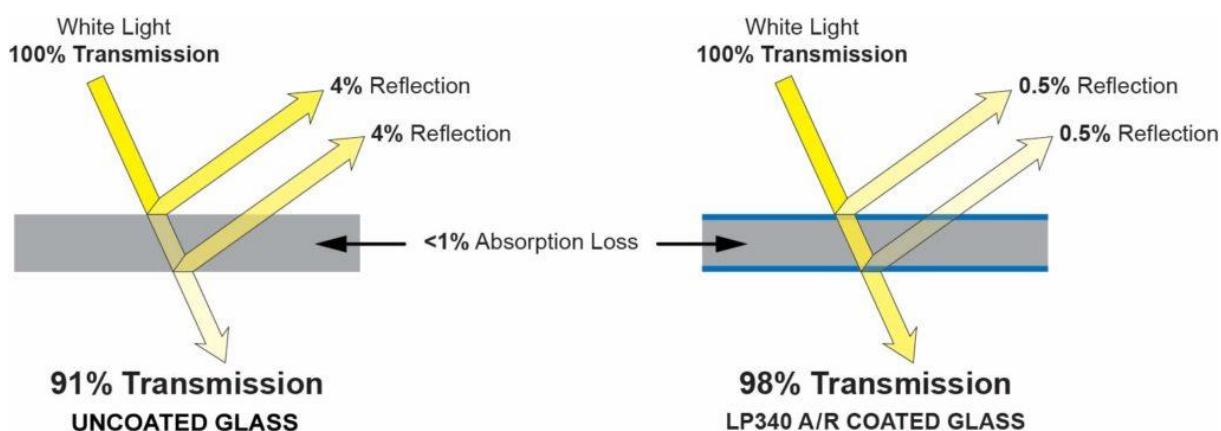 White Light
100% Transmission
4% Reflection
4% Reflection
91% Transmission
UNCOATED GLASS
<1% Absorption Loss
White Light
100% Transmission
0.5% Reflection
0.5% Reflection
98% Transmission
LP340 A/R COATED GLASS